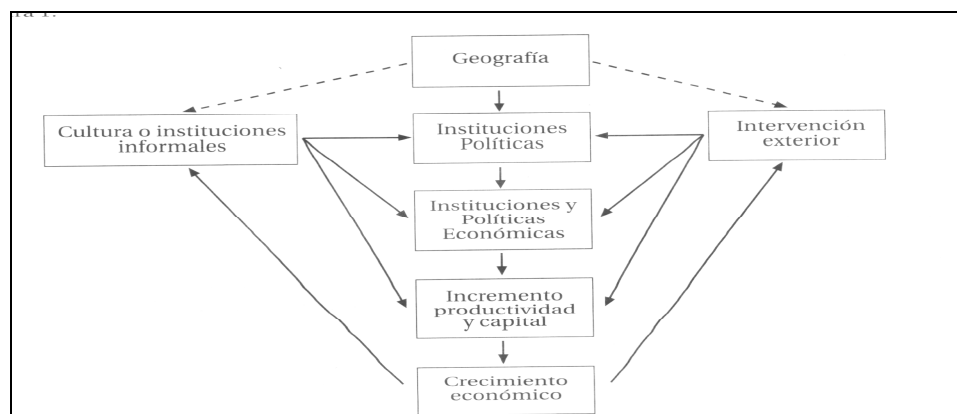 Geografía
Cultura o instituciones
informales
Instituciones
Políticas
Intervención
exterior
Instituciones y
Políticas
Económicas
Incremento
productividad
y capital
Crecimiento
económico